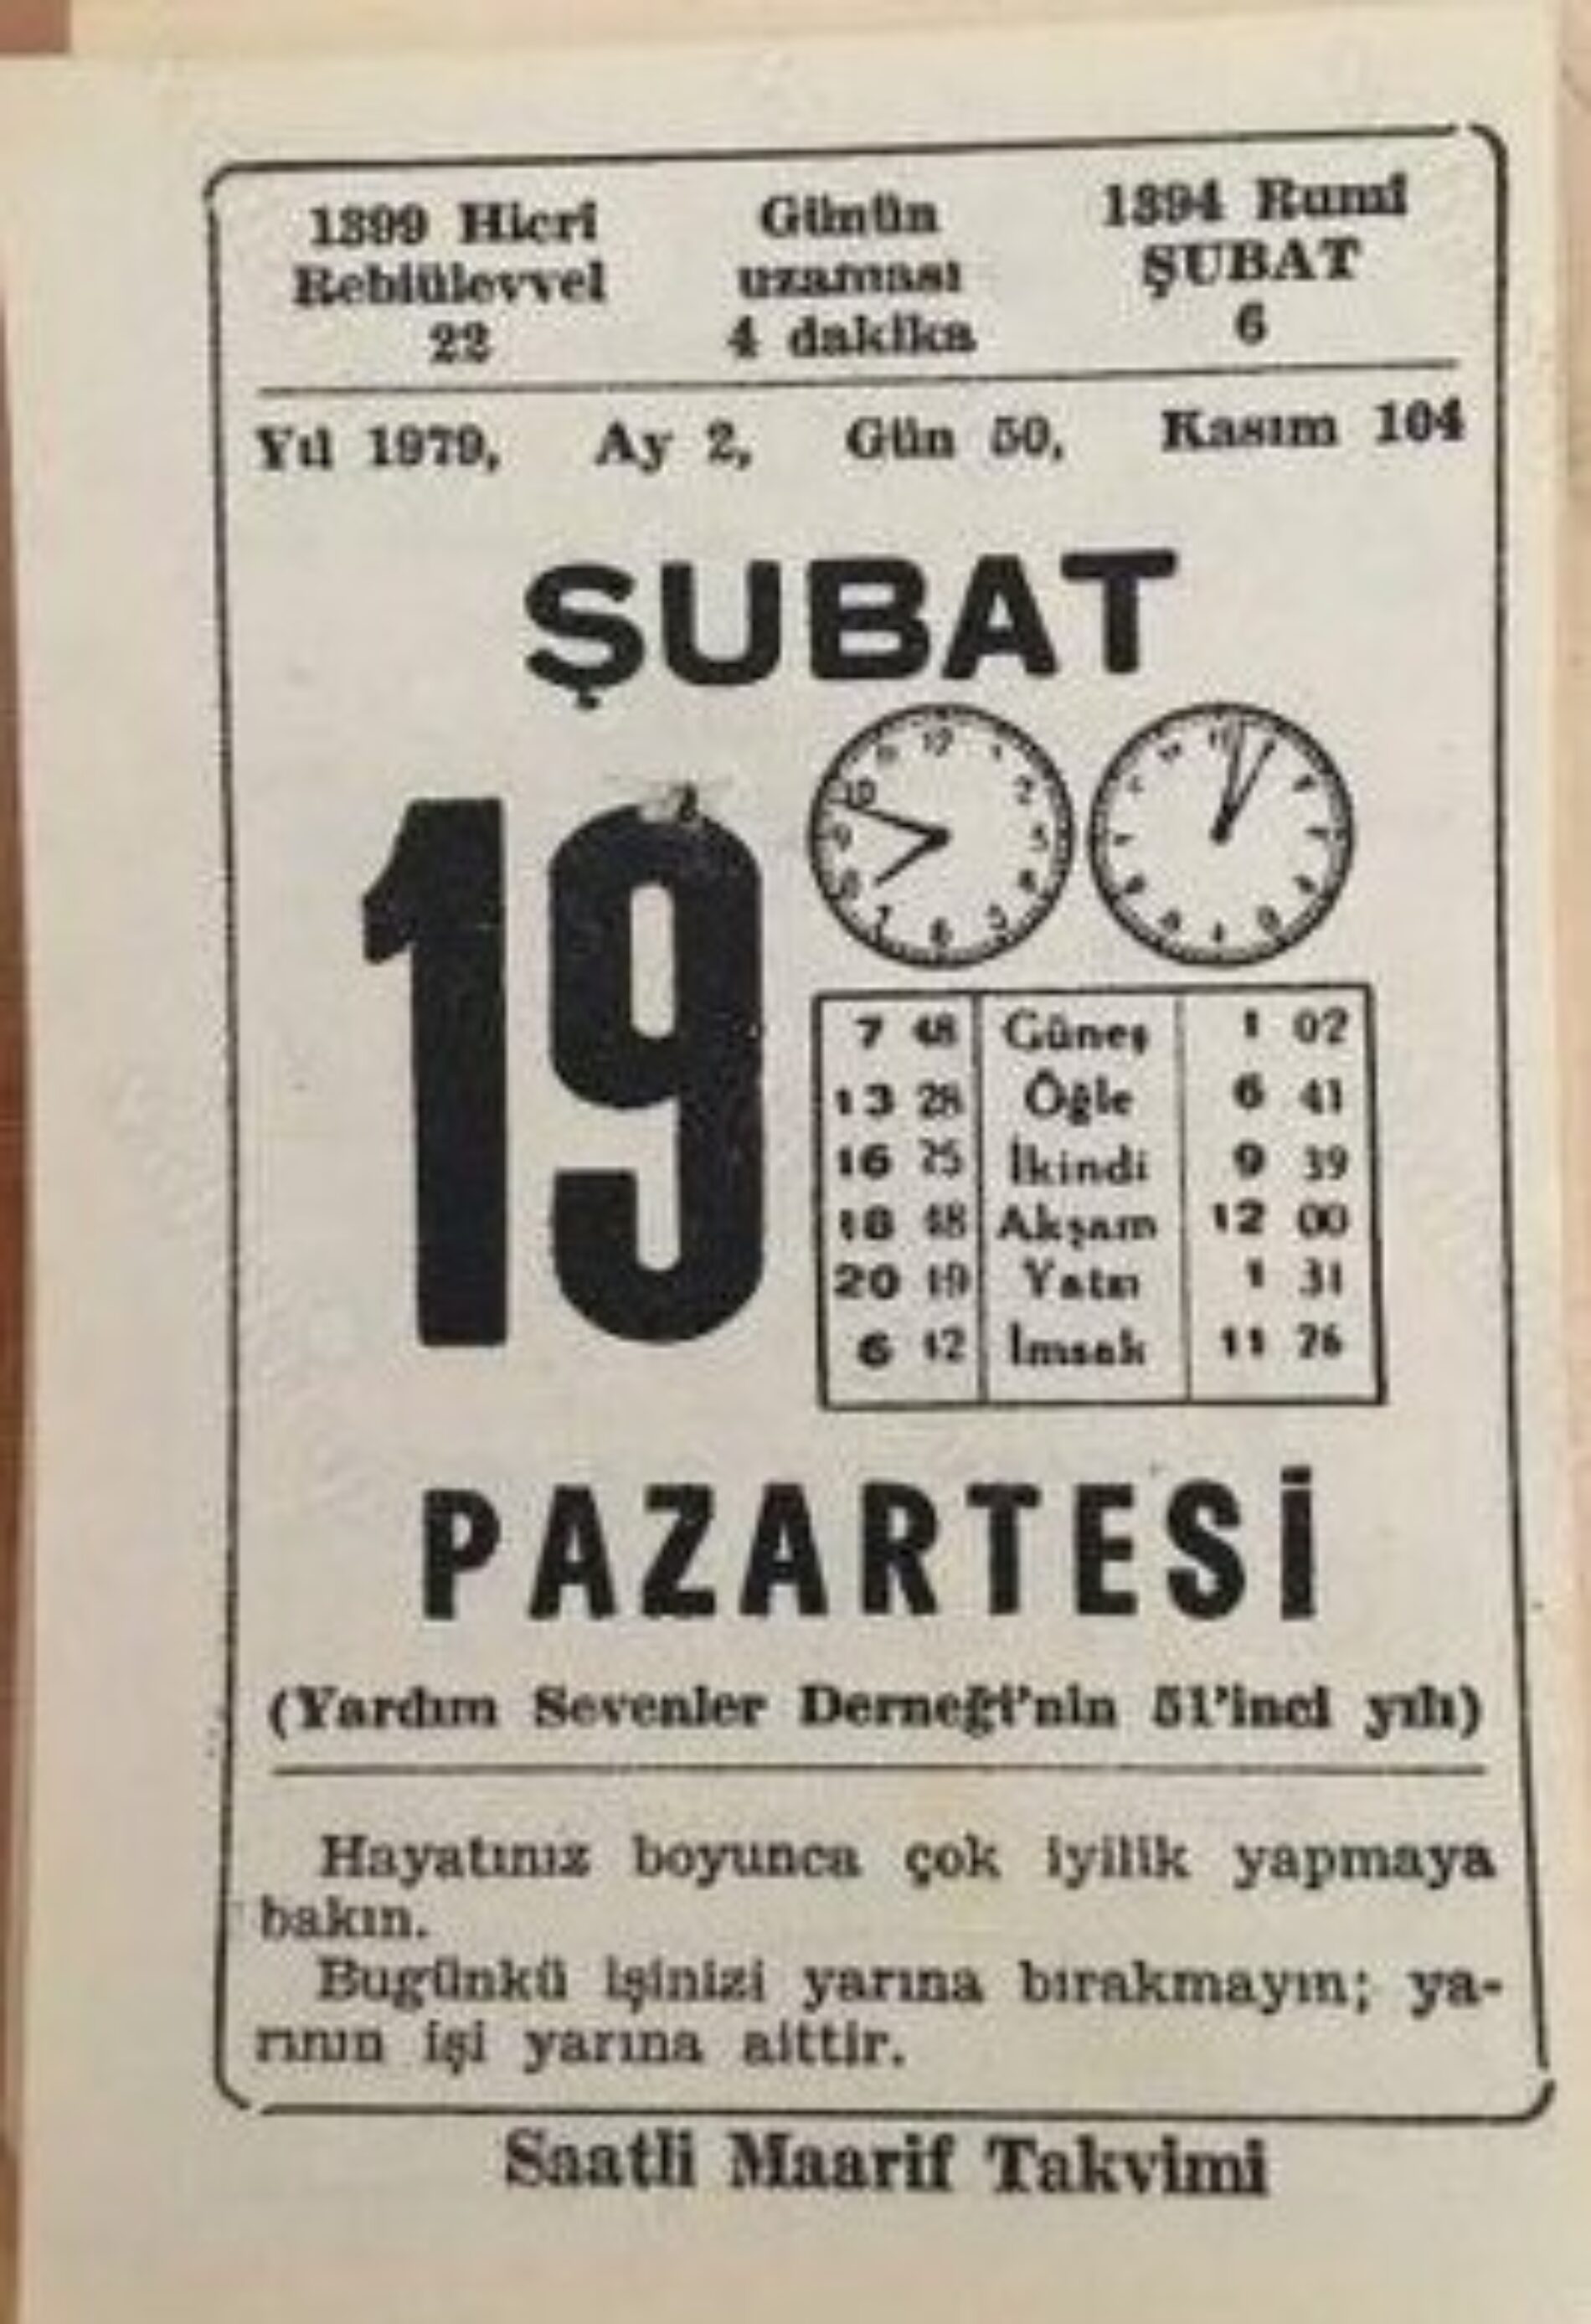 1399 Hicrî Günün 1394 Rumî
Rebiülevvel uzaması ŞUBAT
22 4 dakika 6
Yıl 1979, Ay 2, Gün 50, Kasım 104
ŞUBAT
19
7 48 Güneş 1 02
13 28 Öğle 6 41
16 25 İkindi 9 39
18 48 Akşam 12 00
20 19 Yatsı 1 31
6 12 İmsak 11 26
PAZARTESİ
(Yardım Sevenler Derneği'nin 51'inci yılı)
Hayatınız boyunca çok iyilik yapmaya
bakın.
Bugünkü işinizi yarına bırakmayın; ya-
rının işi yarına aittir.
Saatli Maarif Takvimi